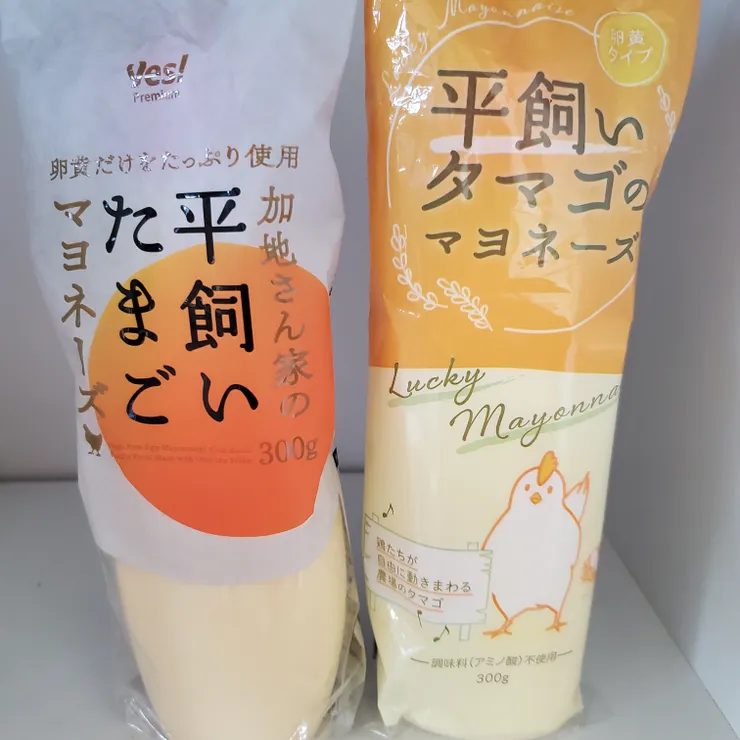 Yes!
Premium
卵黄だけをたっぷり使用
加地さん家の
平飼い
たまご
マヨネーズ
300g
Mayonnaise
Lucky
卵黄
タイプ
平飼い
タマゴの
マヨネーズ
Lucky
Mayonna
鶏たちが
自由に動きまわる
農場のタマゴ
調味料(アミノ酸)不使用
300g